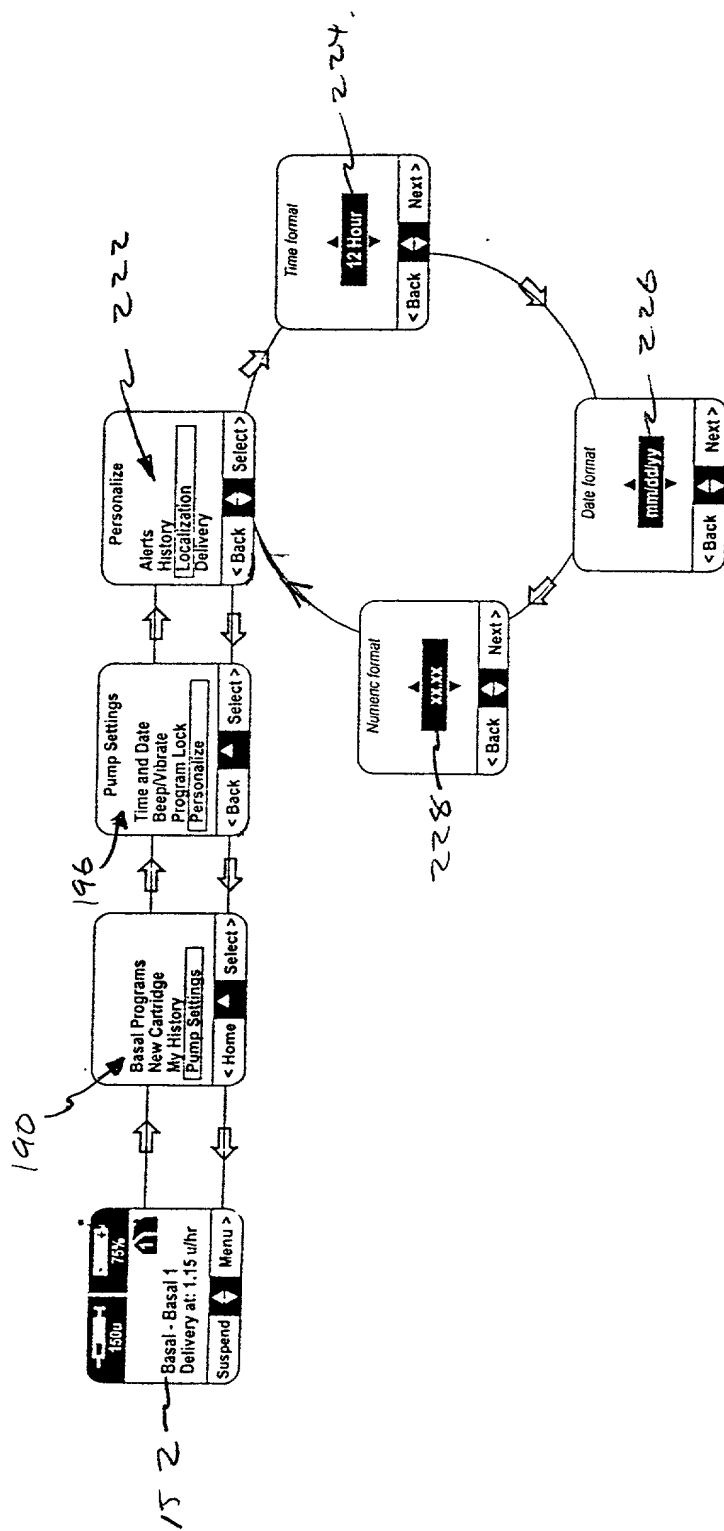 152
150u
75%
1
Basal - Basal 1
Delivery at: 1.15 u/hr
Suspend
Menu >
190
Basal Programs
New Cartridge
My History
Pump Settings
< Home
Select >
196
Pump Settings
Time and Date
Beep/Vibrate
Program Lock
Personalize
< Back
Select >
222
Personalize
Alerts
History
Localization
Delivery
< Back
Select >
224.
Time format
12 Hour
< Back
Next >
226
Date format
mm/dd/yy
< Back
Next >
228
Numeric format
xx.xx
< Back
Next >